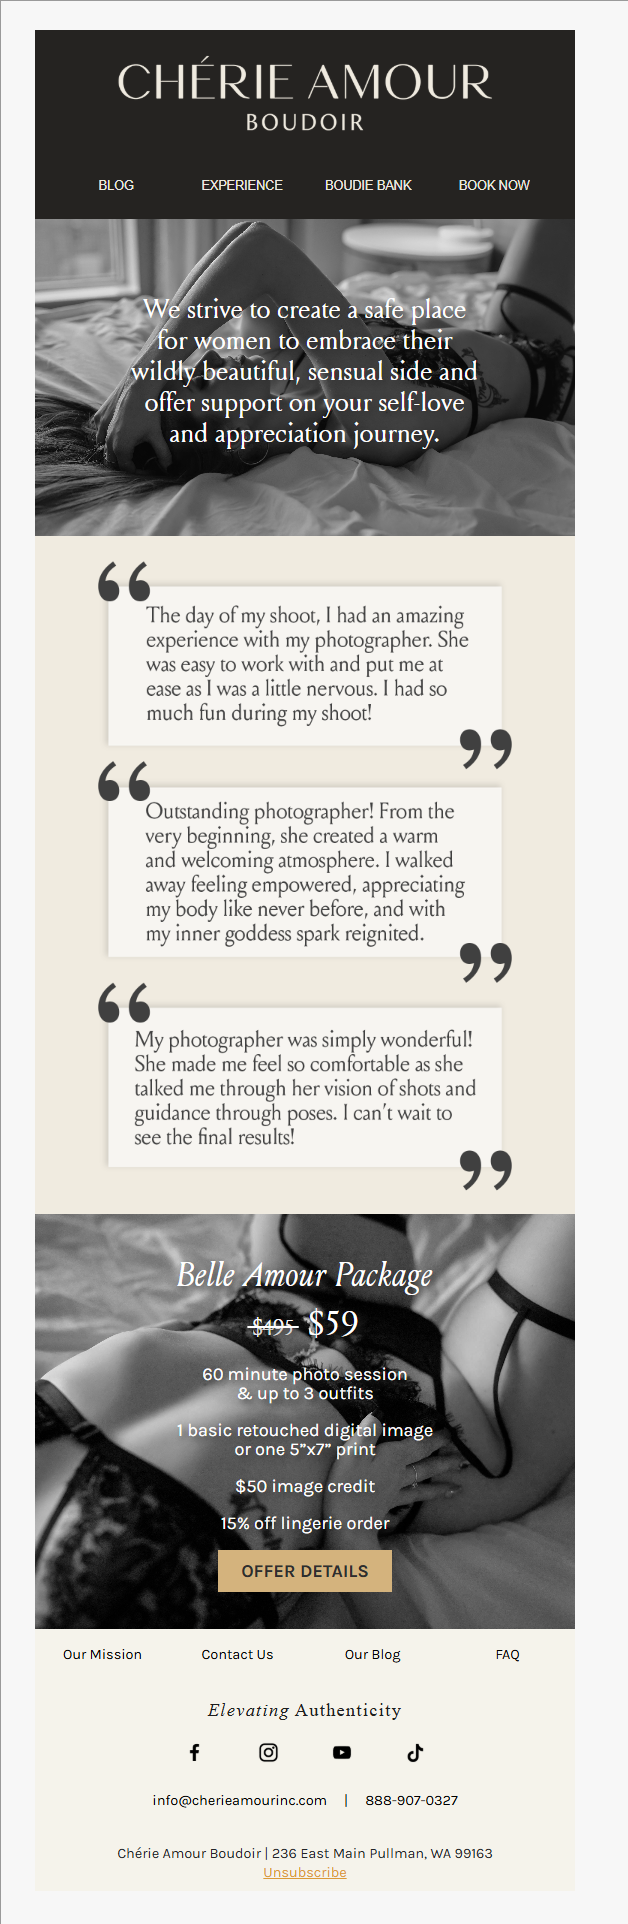 CHÉRIE AMOUR
BOUDOIR
BLOG EXPERIENCE BOUDIE BANK BOOK NOW
We strive to create a safe place
for women to embrace their
wildly beautiful, sensual side and
offer support on your self-love
and appreciation journey.
“
The day of my shoot, I had an amazing
experience with my photographer. She
was easy to work with and put me at
ease as I was a little nervous. I had so
much fun during my shoot!
”
“
Outstanding photographer! From the
very beginning, she created a warm
and welcoming atmosphere. I walked
away feeling empowered, appreciating
my body like never before, and with
my inner goddess spark reignited.
”
“
My photographer was simply wonderful!
She made me feel so comfortable as she
talked me through her vision of shots and
guidance through poses. I can’t wait to
see the final results!
”
Belle Amour Package
$495 $59
60 minute photo session
& up to 3 outfits
1 basic retouched digital image
or one 5”x7” print
$50 image credit
15% off lingerie order
OFFER DETAILS
Our Mission Contact Us Our Blog FAQ
Elevating Authenticity
info@cherieamourinc.com | 888-907-0327
Chérie Amour Boudoir | 236 East Main Pullman, WA 99163
Unsubscribe